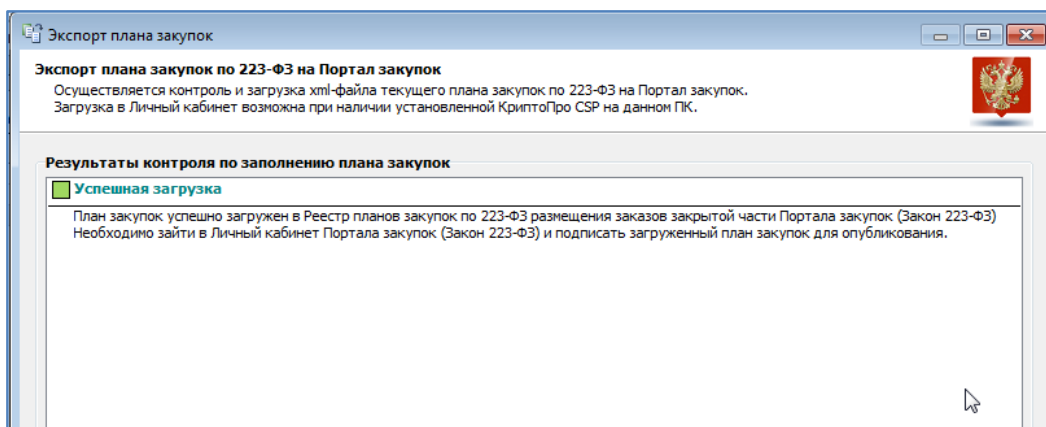 Экспорт плана закупок
Экспорт плана закупок по 223-ФЗ на Портал закупок
Осуществляется контроль и загрузка xml-файла текущего плана закупок по 223-ФЗ на Портал закупок.
Загрузка в Личный кабинет возможна при наличии установленной КриптоПро CSP на данном ПК.
Результаты контроля по заполнению плана закупок
Успешная загрузка
План закупок успешно загружен в Реестр планов закупок по 223-ФЗ размещения заказов закрытой части Портала закупок (Закон 223-ФЗ)
Необходимо зайти в Личный кабинет Портала закупок (Закон 223-ФЗ) и подписать загруженный план закупок для опубликования.